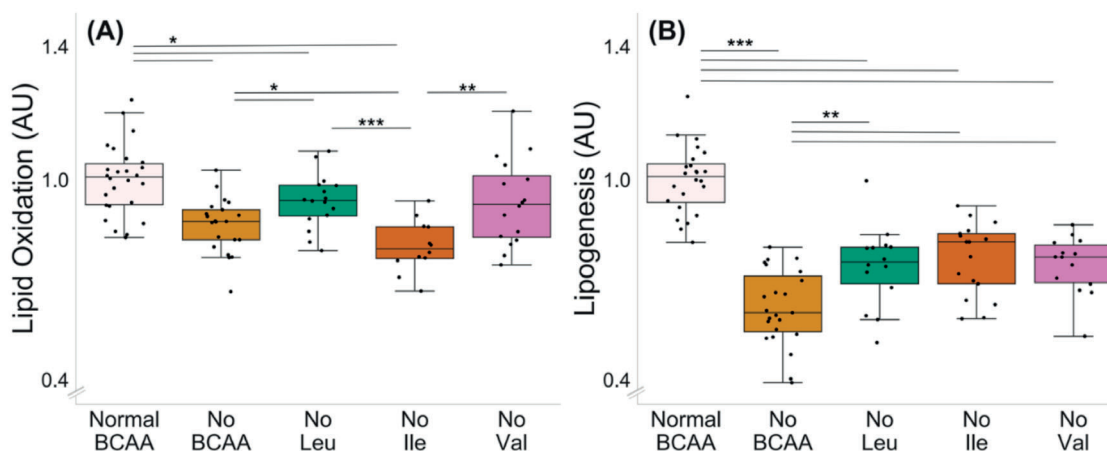 (A)
Lipid Oxidation (AU)
1.4
1.0
0.4
*
*
**
***
Normal BCAA
No BCAA
No Leu
No Ile
No Val
(B)
Lipogenesis (AU)
1.4
1.0
0.4
***
**
Normal BCAA
No BCAA
No Leu
No Ile
No Val